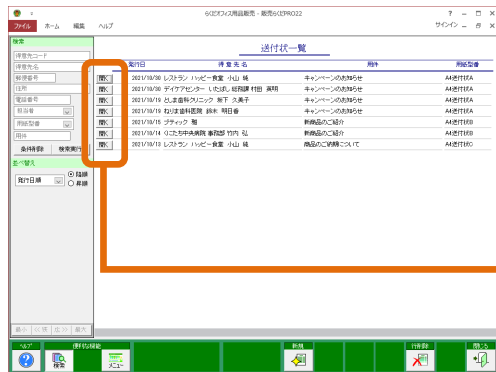 らくだオフィス用品販売 - 販売らくだPRO22
ファイル ホーム 編集 ヘルプ サインイン
検索
送付状一覧
得意先コード
得意先名
郵便番号
住所
電話番号
担当者
用紙型番
用件
条件削除 検索実行
並べ替え
発行日順 降順
昇順
発行日 得意先名 用件 用紙型番
開く 2021/10/30 レストラン ハッピー食堂 小山 純 キャンペーンのお知らせ A4送付状A
開く 2021/10/30 デイケアセンター いたばし 総務課 村田 英明 キャンペーンのお知らせ A4送付状A
開く 2021/10/19 としま歯科クリニック 坂下 久美子 キャンペーンのお知らせ A4送付状A
開く 2021/10/19 ねりま歯科医院 鈴木 明日香 キャンペーンのお知らせ A4送付状A
開く 2021/10/15 ブティック 雅 新商品のご紹介 A4送付状B
開く 2021/10/14 くにたち中央病院 事務部 竹内 弘 新商品のご紹介 A4送付状B
開く 2021/10/13 レストラン ハッピー食堂 小山 純 商品のご納期について A4送付状C
最小 最大
ヘルプ 便利な機能 新規 行削除 閉じる
検索 メニュー